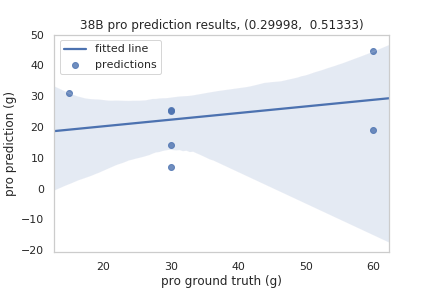 38B pro prediction results, (0.29998,  0.51333)
50
40
30
20
10
0
−10
−20
fitted line
predictions
pro prediction (g)
20
30
40
50
60
pro ground truth (g)